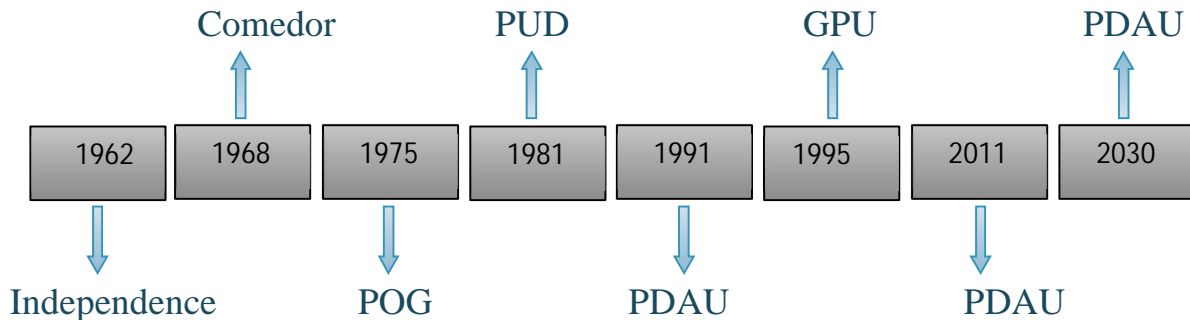 Comedor PUD GPU PDAU
1962 1968 1975 1981 1991 1995 2011 2030
Independence POG PDAU PDAU